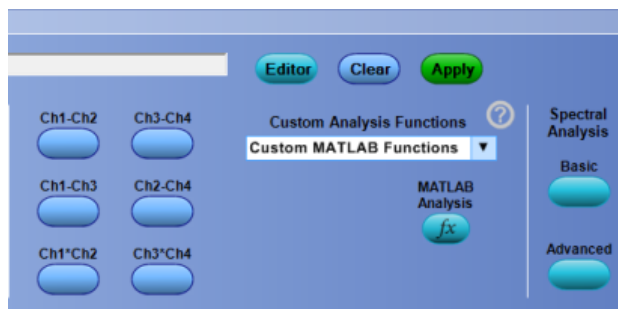 Editor Clear Apply
Ch1-Ch2 Ch3-Ch4
Custom Analysis Functions ?
Spectral
Analysis
Custom MATLAB Functions
Basic
Ch1-Ch3 Ch2-Ch4
MATLAB
Analysis
fx
Ch1*Ch2 Ch3*Ch4
Advanced